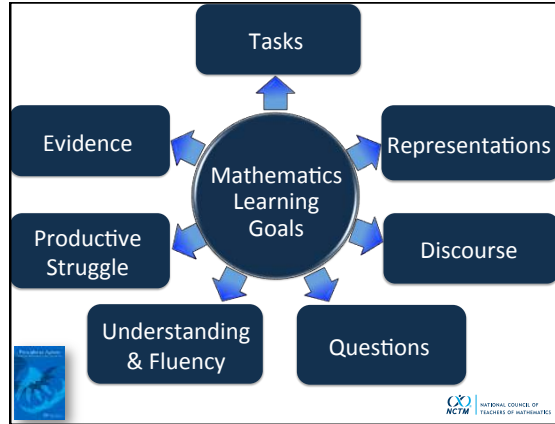 Tasks
Evidence
Mathematics
Learning
Goals
Representations
Productive
Struggle
Discourse
Understanding
& Fluency
Questions
NCTM
NATIONAL COUNCIL OF
TEACHERS OF MATHEMATICS